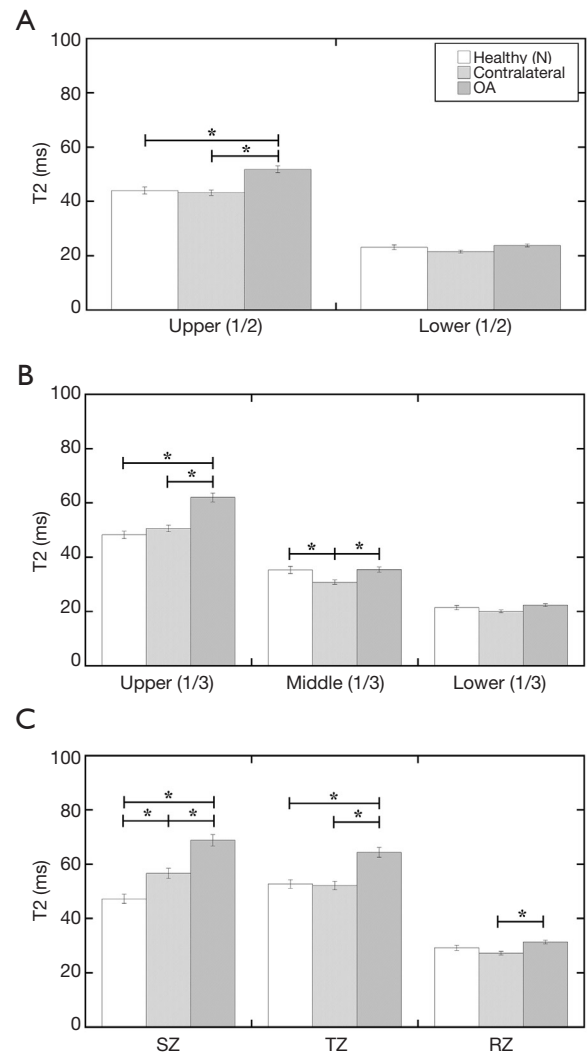 A
100
80
60
40
20
0
T2 (ms)
Healthy (N)
Contralateral
OA
*
*
Upper (1/2) Lower (1/2)
B
100
80
60
40
20
0
T2 (ms)
*
*
* *
Upper (1/3) Middle (1/3) Lower (1/3)
C
100
80
60
40
20
0
T2 (ms)
*
* *
*
*
*
SZ TZ RZ